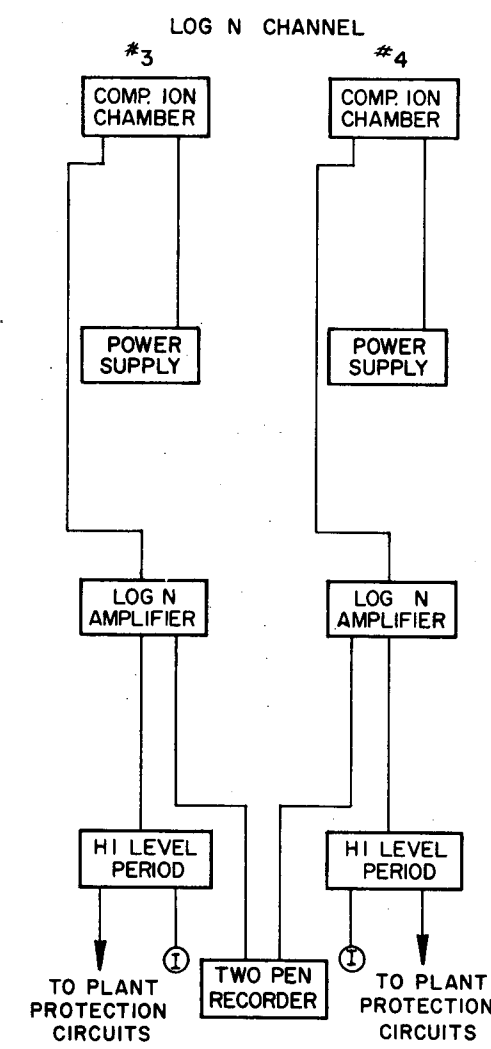 LOG N CHANNEL
#3
#4
COMP. ION
CHAMBER
COMP. ION
CHAMBER
POWER
SUPPLY
POWER
SUPPLY
LOG N
AMPLIFIER
LOG N
AMPLIFIER
HI LEVEL
PERIOD
HI LEVEL
PERIOD
I
I
TWO PEN
RECORDER
TO PLANT
PROTECTION
CIRCUITS
TO PLANT
PROTECTION
CIRCUITS